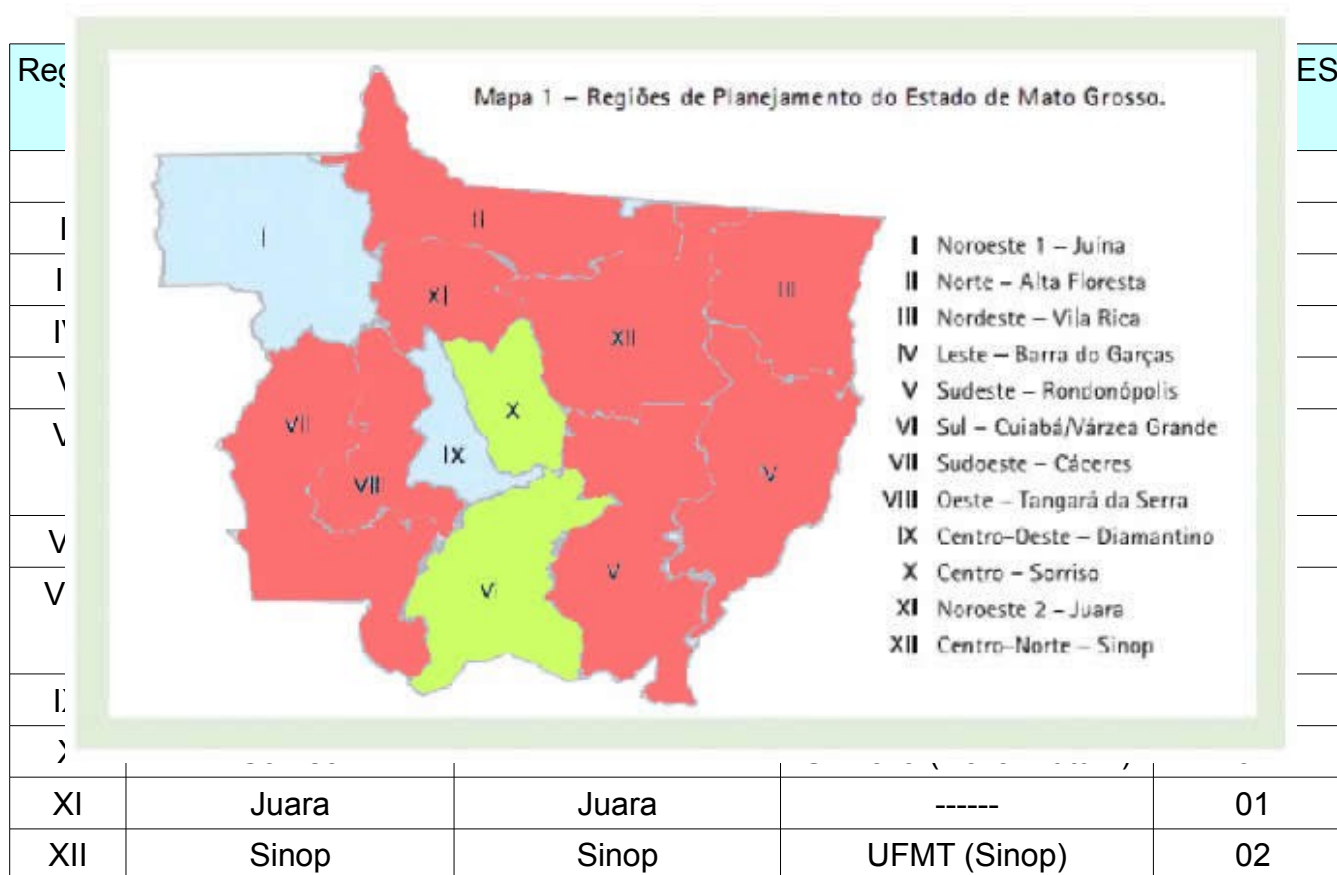 Reg
ES
Mapa 1 – Regiões de Planejamento do Estado de Mato Grosso.
I
II
III
XI
XII
VII
X
IX
VII
V
V
VI
I Noroeste 1 – Juína
II Norte – Alta Floresta
III Nordeste – Vila Rica
IV Leste – Barra do Garças
V Sudeste – Rondonópolis
VI Sul – Cuiabá/Várzea Grande
VII Sudoeste – Cáceres
VIII Oeste – Tangará da Serra
IX Centro-Oeste – Diamantino
X Centro – Sorriso
XI Noroeste 2 – Juara
XII Centro-Norte – Sinop
XI Juara Juara ------ 01
XII Sinop Sinop UFMT (Sinop) 02